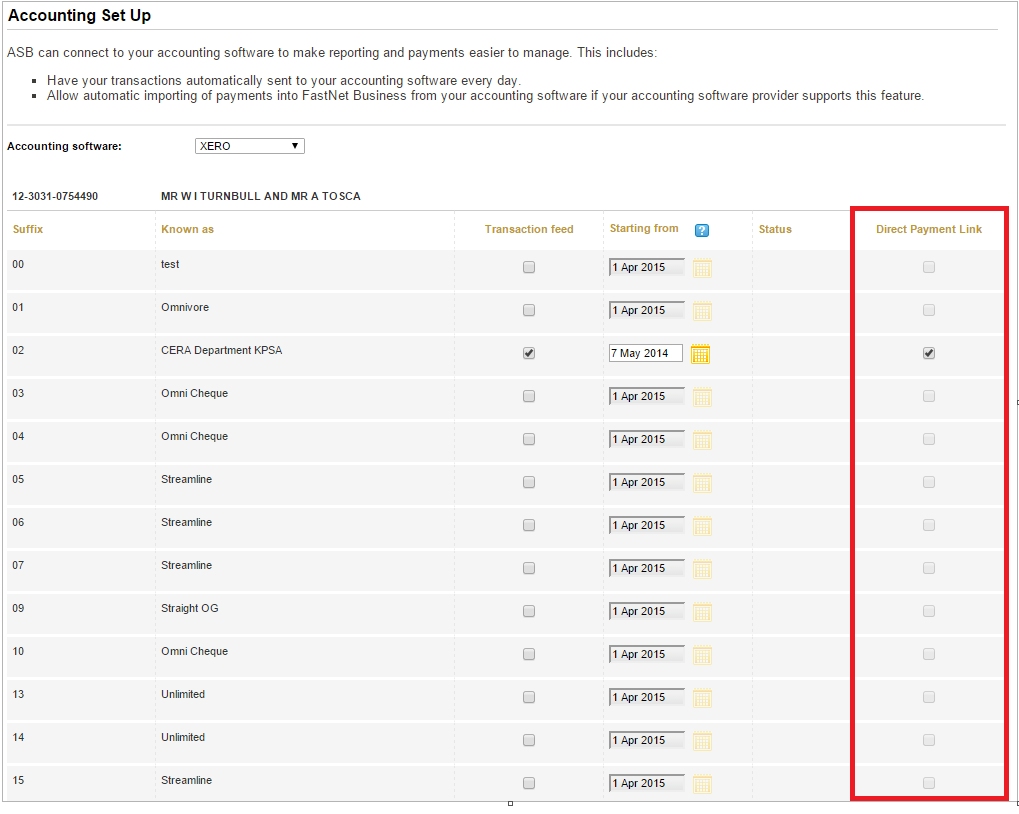 Accounting Set Up
ASB can connect to your accounting software to make reporting and payments easier to manage. This includes:
Have your transactions automatically sent to your accounting software every day.
Allow automatic importing of payments into FastNet Business from your accounting software if your accounting software provider supports this feature.
Accounting software: XERO
12-3031-0754490 MR W I TURNBULL AND MR A TOSCA
Suffix Known as Transaction feed Starting from ? Status Direct Payment Link
00 test 1 Apr 2015
01 Omnivore 1 Apr 2015
02 CERA Department KPSA 7 May 2014
03 Omni Cheque 1 Apr 2015
04 Omni Cheque 1 Apr 2015
05 Streamline 1 Apr 2015
06 Streamline 1 Apr 2015
07 Streamline 1 Apr 2015
09 Straight OG 1 Apr 2015
10 Omni Cheque 1 Apr 2015
13 Unlimited 1 Apr 2015
14 Unlimited 1 Apr 2015
15 Streamline 1 Apr 2015